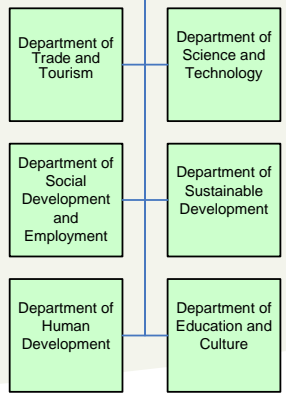 Department of
Trade and
Tourism
Department of
Science and
Technology
Department of
Social
Development
and
Employment
Department of
Sustainable
Development
Department of
Human
Development
Department of
Education and
Culture